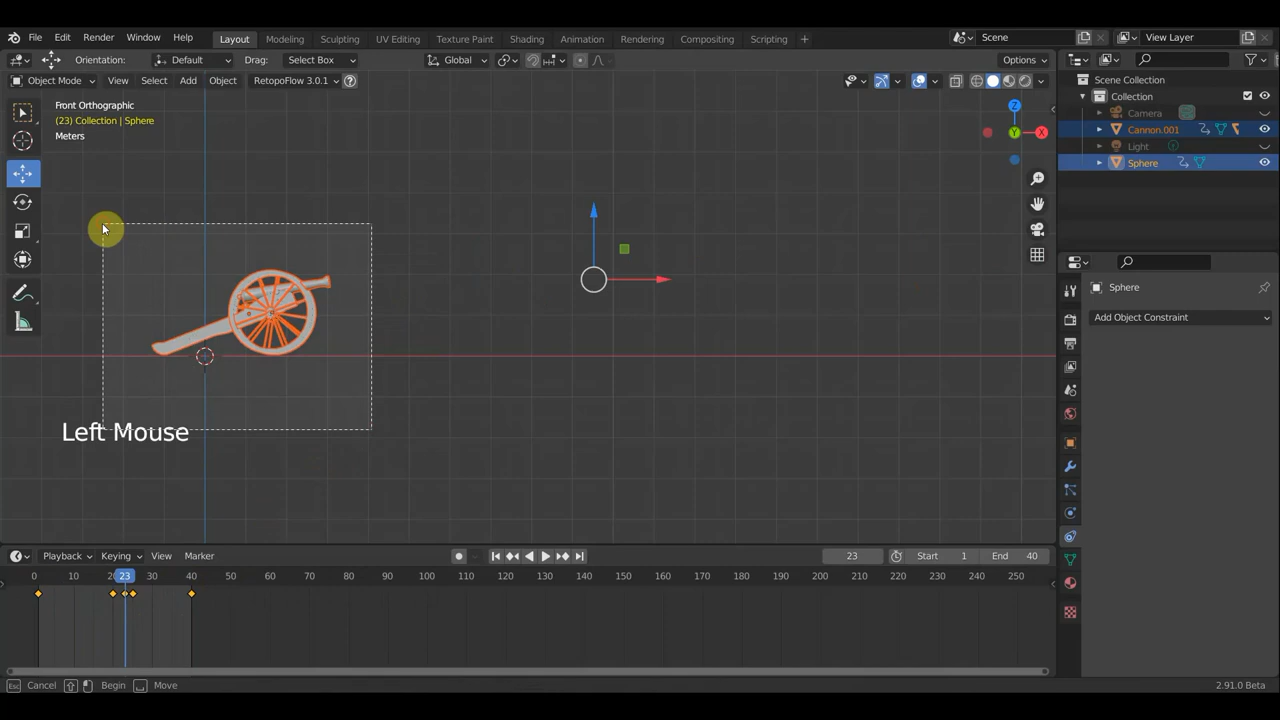 File Edit Render Window Help Layout Modeling Sculpting UV Editing Texture Paint Shading Animation Rendering Compositing Scripting + Scene View Layer
Orientation: Default Drag: Select Box Global Options
Object Mode View Select Add Object RetopoFlow 3.0.1
Front Orthographic
(23) Collection | Sphere
Meters
Z
Y
X
Left Mouse
Scene Collection
Collection
Camera
Cannon.001
Light
Sphere
Sphere
Add Object Constraint
Playback Keying View Marker 23 Start 1 End 40
0 10 20 23 30 40 50 60 70 80 90 100 110 120 130 140 150 160 170 180 190 200 210 220 230 240 250
Esc Cancel Begin Move 2.91.0 Beta